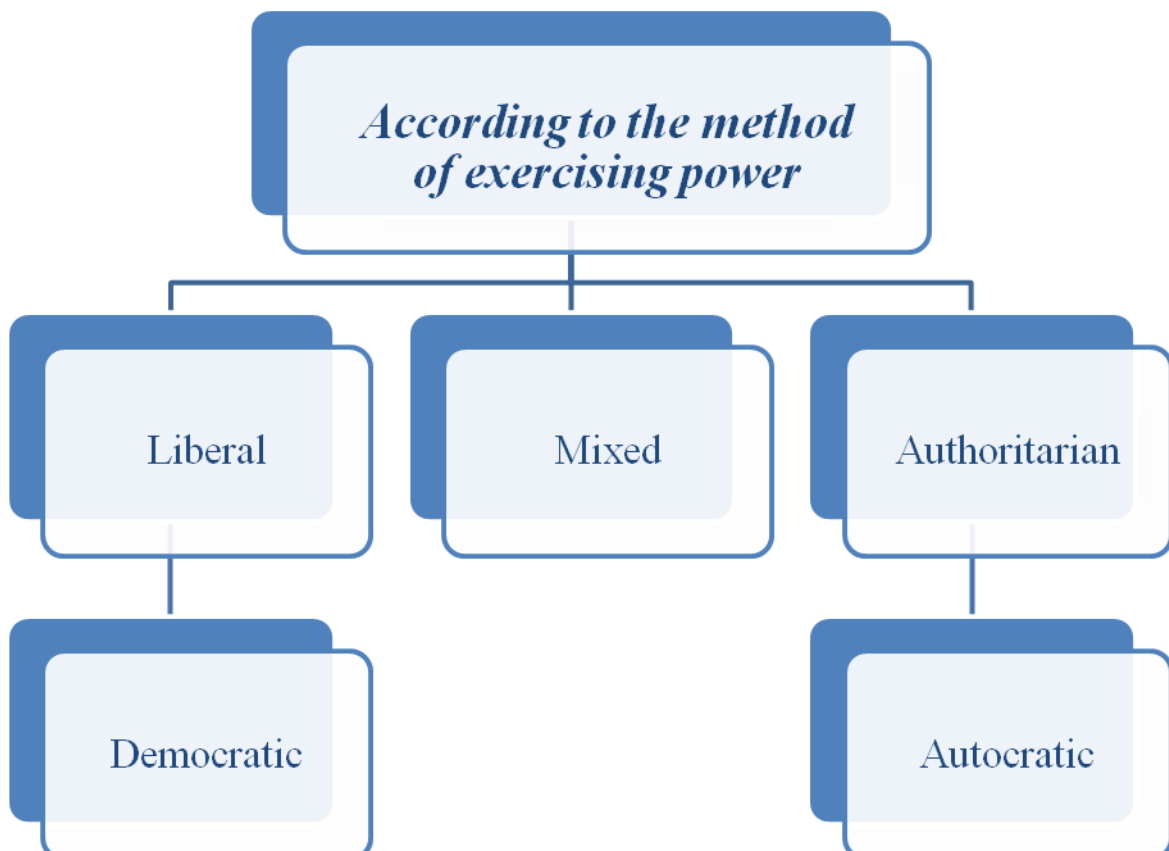 According to the method
of exercising power
Liberal
Mixed
Authoritarian
Democratic
Autocratic